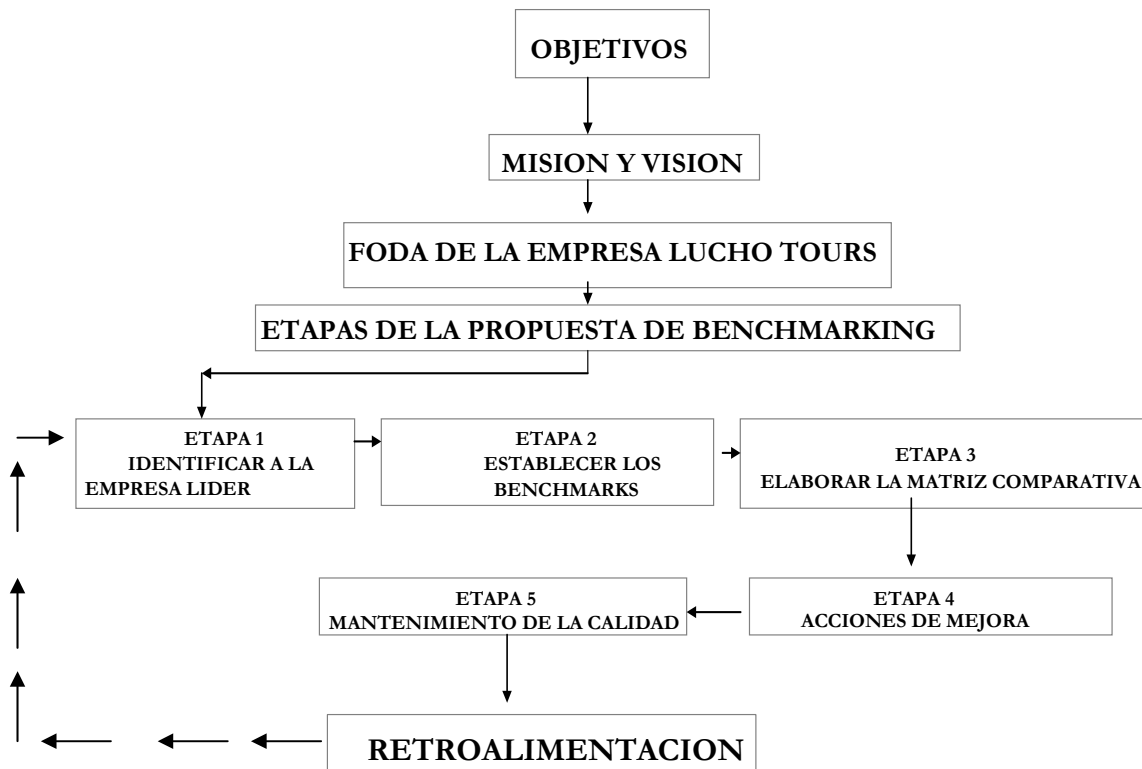 OBJETIVOS
MISION Y VISION
FODA DE LA EMPRESA LUCHO TOURS
ETAPAS DE LA PROPUESTA DE BENCHMARKING
ETAPA 1
IDENTIFICAR A LA
EMPRESA LIDER
ETAPA 2
ESTABLECER LOS
BENCHMARKS
ETAPA 3
ELABORAR LA MATRIZ COMPARATIVA
ETAPA 5
MANTENIMIENTO DE LA CALIDAD
ETAPA 4
ACCIONES DE MEJORA
RETROALIMENTACION